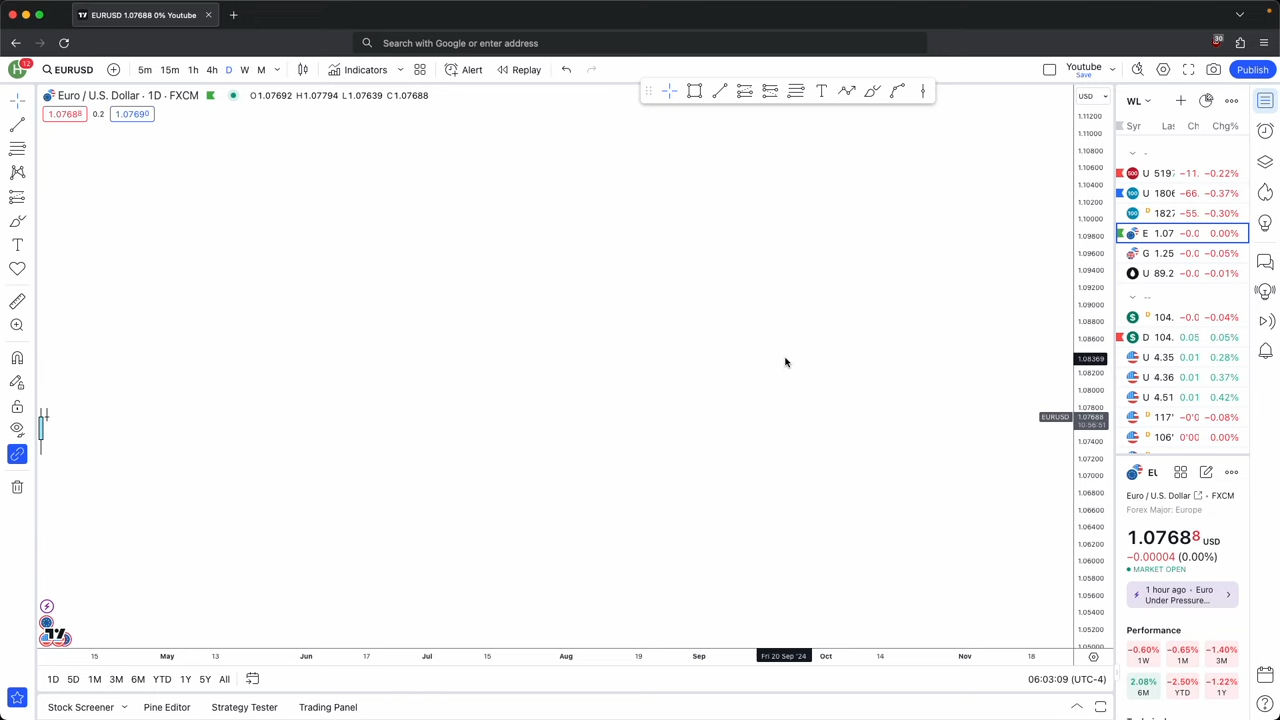 EURUSD 1.07688 0% Youtube
Search with Google or enter address
30
H
12
EURUSD
5m 15m 1h 4h D W M
Indicators
Alert
Replay
Youtube
Save
Publish
Euro / U.S. Dollar · 1D · FXCM
O1.07692 H1.07794 L1.07639 C1.07688
1.07688 0.2 1.07690
USD
1.11200
1.11000
1.10800
1.10600
1.10400
1.10200
1.10000
1.09800
1.09600
1.09400
1.09200
1.09000
1.08800
1.08600
1.08369
1.08200
1.08000
1.07800
EURUSD 1.07688
10:56:51
1.07400
1.07200
1.07000
1.06800
1.06600
1.06400
1.06200
1.06000
1.05800
1.05600
1.05400
1.05200
1.05000
15 May 13 Jun 17 Jul 15 Aug 19 Sep Fri 20 Sep '24 Oct 14 Nov 18
1D 5D 1M 3M 6M YTD 1Y 5Y All
06:03:09 (UTC-4)
Stock Screener
Pine Editor
Strategy Tester
Trading Panel
WL
Chg%
-
U −11. −0.22%
U 1806 −66. −0.37%
D −55. −0.30%
E 1.07 −0.0 0.00%
G 1.25 −0.0 −0.05%
U 89.2 −0.0 −0.01%
--
D 104. −0.0 −0.04%
D 104. 0.05 0.05%
U 4.35 0.01 0.28%
U 4.36 0.01 0.37%
U 4.51 0.01 0.42%
U 117' −0'0 −0.08%
U 106' 0'00 0.00%
Euro / U.S. Dollar · FXCM
Forex Major: Europe
1.07688 USD
−0.00004 (0.00%)
MARKET OPEN
1 hour ago · Euro
Under Pressure...
Performance
−0.60% −0.65% −1.40%
1W 1M 3M
2.08% −2.50% −1.22%
6M YTD 1Y